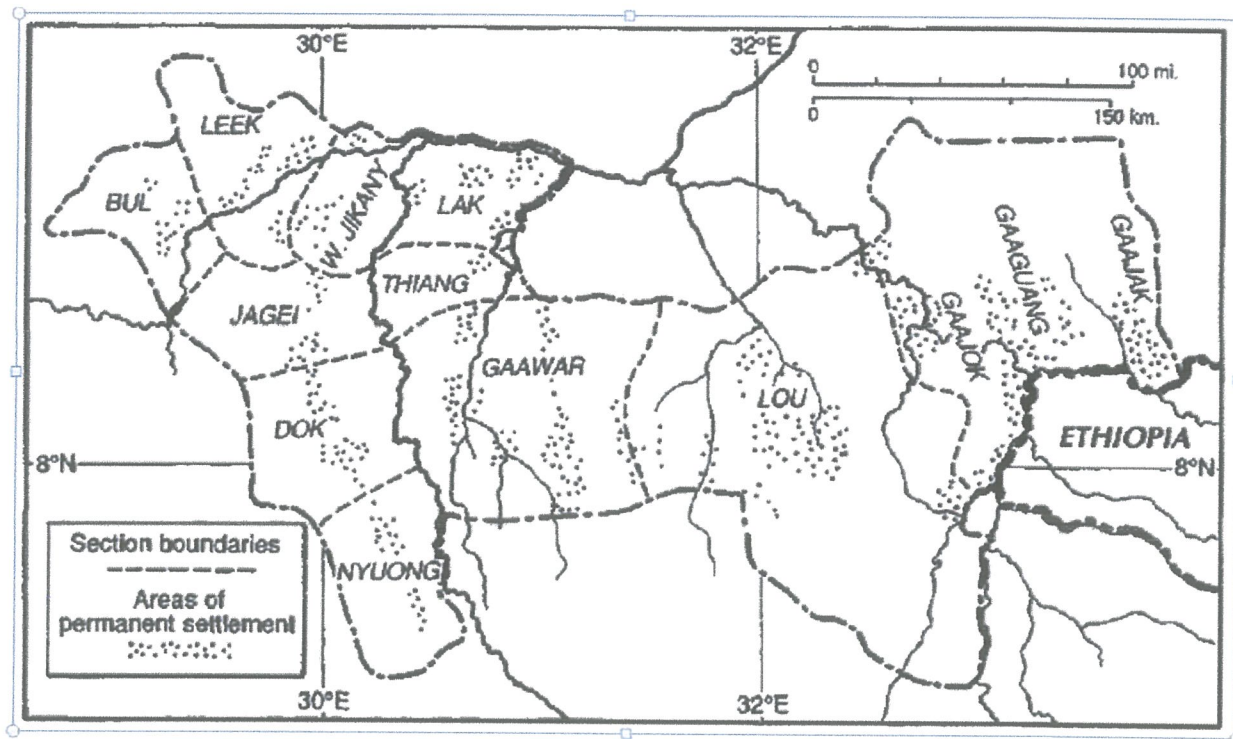 30°E
32°E
0
100 mi.
0
150 km.
LEEK
BUL
W. JIKANY
LAK
GAAGUANG
GAAJAK
THIANG
JAGEI
GAAJOK
GAAWAR
LOU
DOK
ETHIOPIA
8°N
8°N
Section boundaries
NYUONG
Areas of
permanent settlement
30°E
32°E